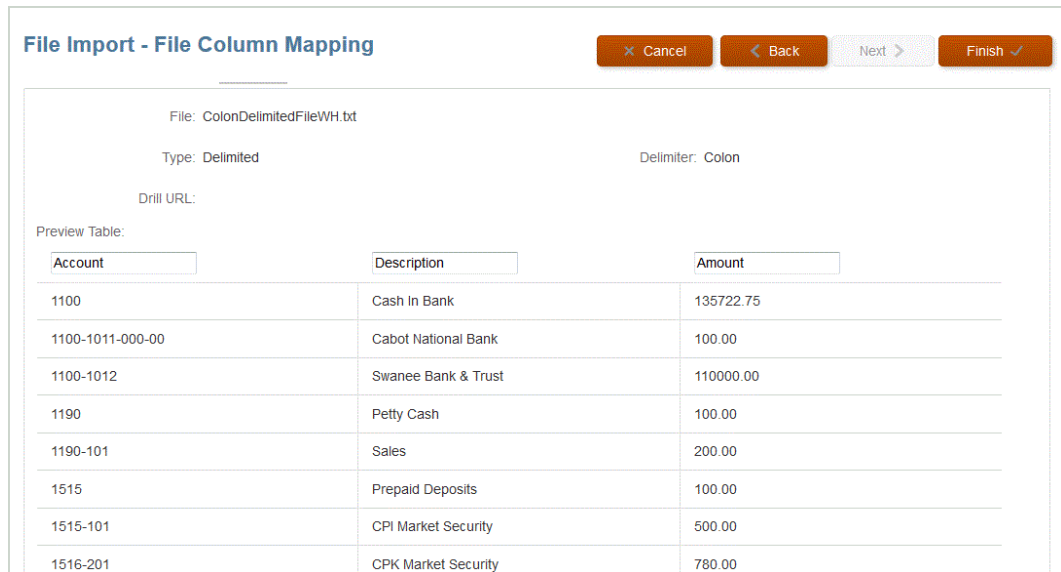 File Import - File Column Mapping
Cancel Back Next Finish
File: ColonDelimitedFileWH.txt
Type: Delimited Delimiter: Colon
Drill URL:
Preview Table:
Account Description Amount
1100 Cash In Bank 135722.75
1100-1011-000-00 Cabot National Bank 100.00
1100-1012 Swanee Bank & Trust 110000.00
1190 Petty Cash 100.00
1190-101 Sales 200.00
1515 Prepaid Deposits 100.00
1515-101 CPI Market Security 500.00
1516-201 CPK Market Security 780.00